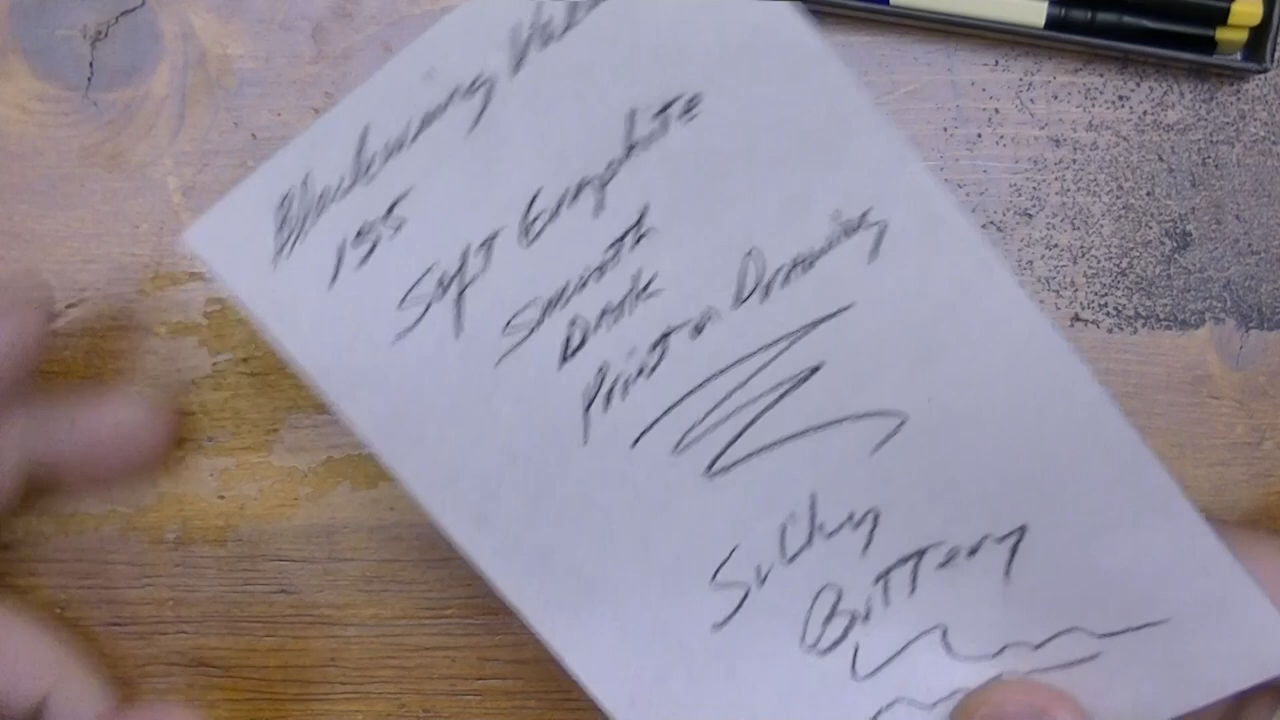 Blackwing Vol
155
Soft Graphite
Smooth
Dark
Print or Drawing
Silky
Buttery